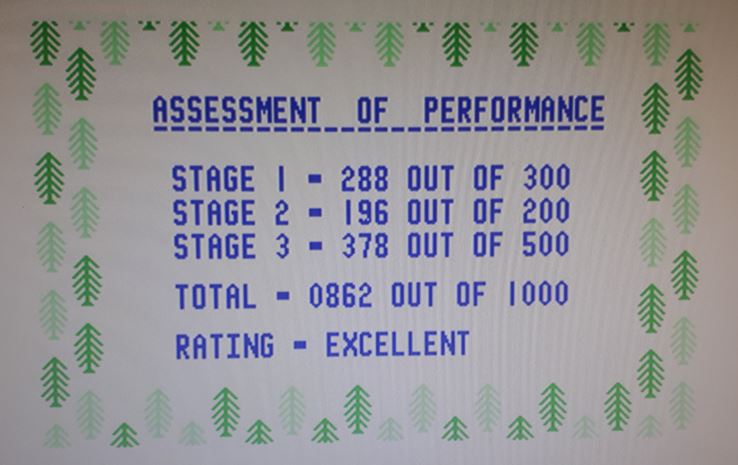 ASSESSMENT OF PERFORMANCE
STAGE 1 - 288 OUT OF 300
STAGE 2 - 196 OUT OF 200
STAGE 3 - 378 OUT OF 500
TOTAL - 0862 OUT OF 1000
RATING - EXCELLENT